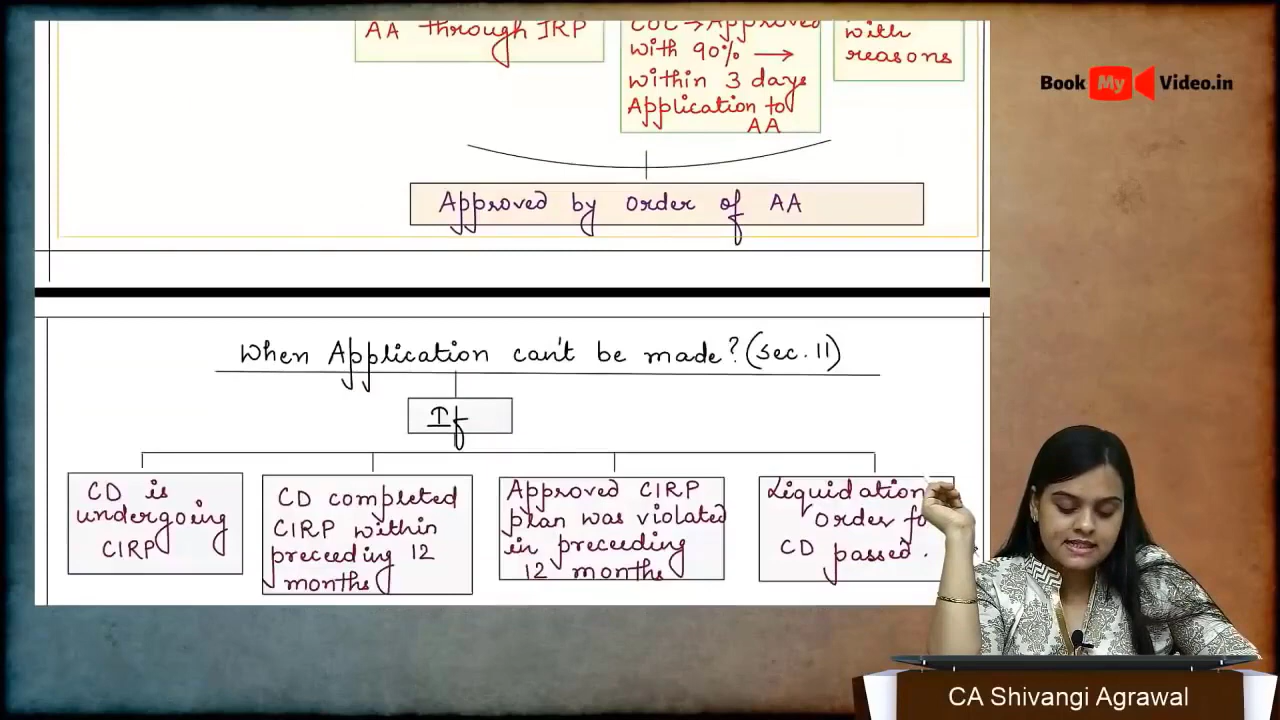 AA through IRP
COC → Approved
with 90% →
within 3 days
Application to
AA
with
reasons
Book My Video.in
Approved by order of AA
When Application can't be made? (Sec. 11)
If
CD is
undergoing
CIRP
CD completed
CIRP within
preceeding 12
months
Approved CIRP
plan was violated
in preceeding
12 months
Liquidation
order fo
CD passed.
CA Shivangi Agrawal